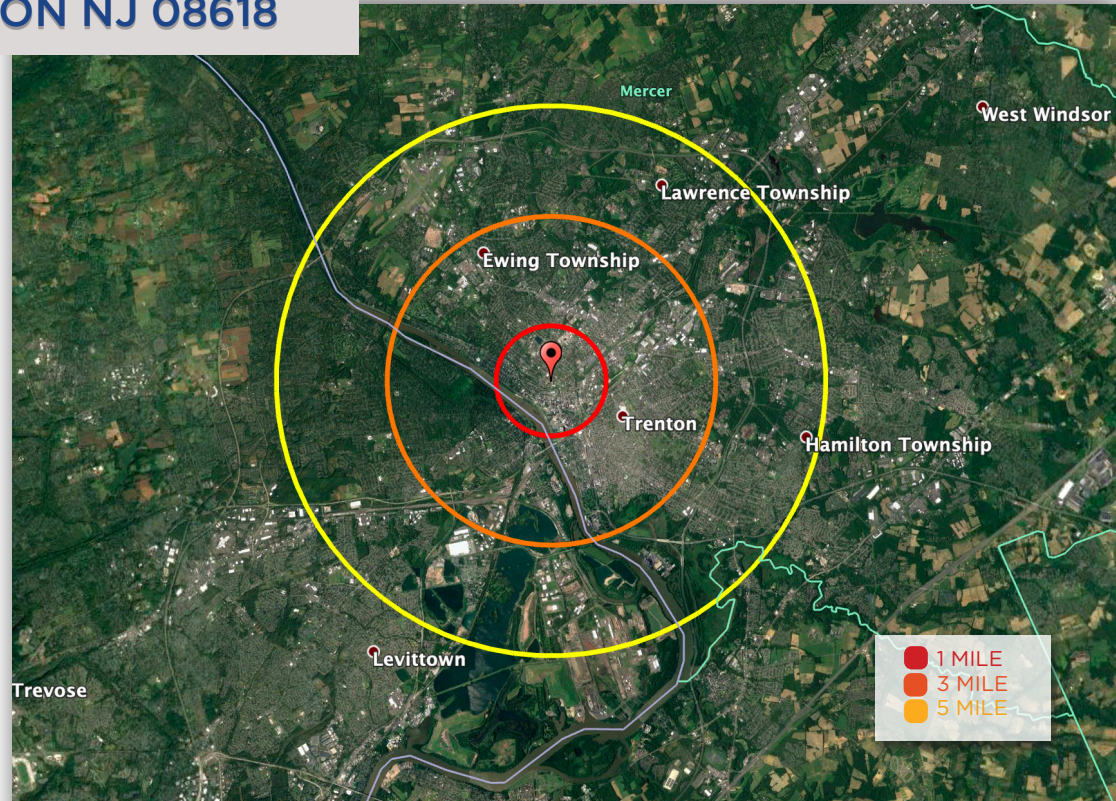 ON NJ 08618
Mercer
West Windsor
Lawrence Township
Ewing Township
Trenton
Hamilton Township
Levittown
Trevose
1 MILE
3 MILE
5 MILE